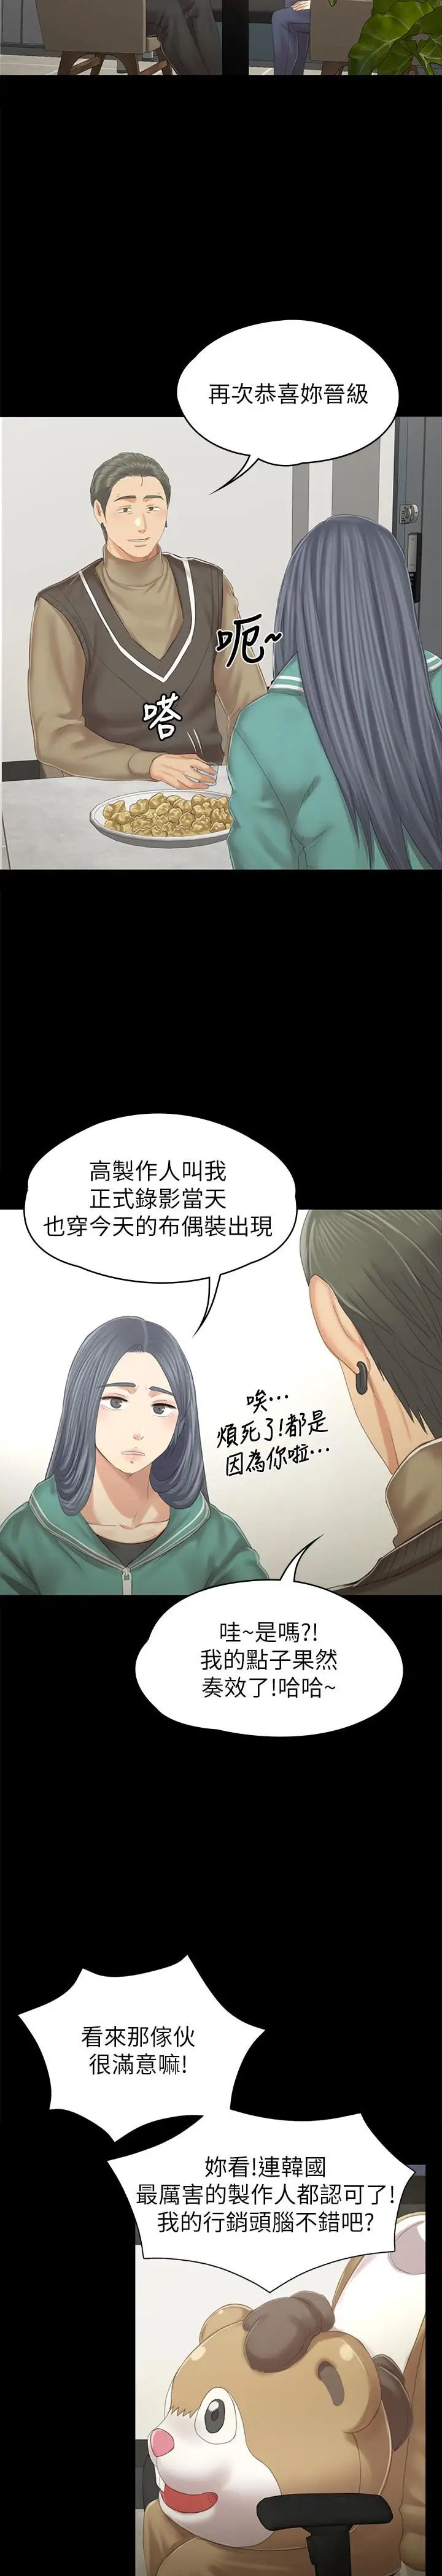 再次恭喜妳晉級
呃~
嗒
高製作人叫我
正式錄影當天
也穿今天的布偶裝出現
唉…
煩死了!都是
因為你啦…
哇~是嗎?!
我的點子果然
奏效了!哈哈~
看來那傢伙
很滿意嘛!
妳看!連韓國
最厲害的製作人都認可了!
我的行銷頭腦不錯吧?